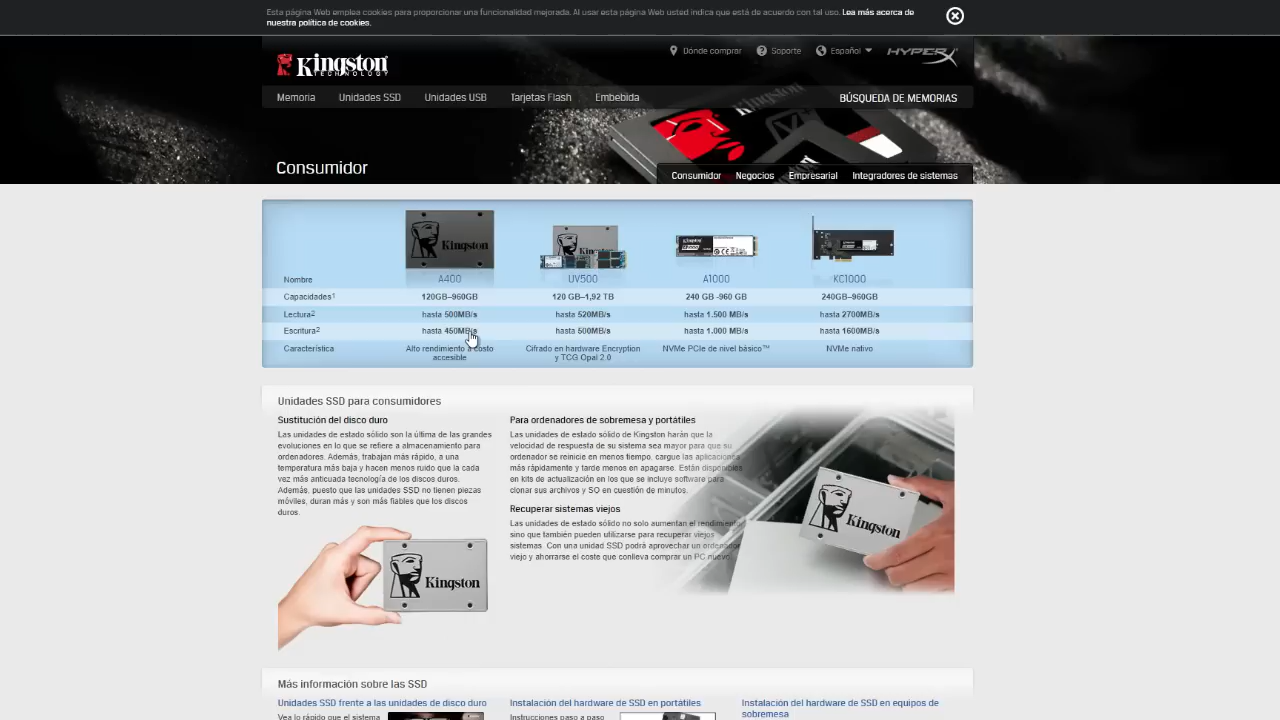 Esta página Web emplea cookies para proporcionar una funcionalidad mejorada. Al usar esta página Web usted indica que está de acuerdo con tal uso. Lea más acerca de
nuestra política de cookies.
Dónde comprar Soporte Español HYPERX
Kingston
TECHNOLOGY
Memoria Unidades SSD Unidades USB Tarjetas Flash Embebida BÚSQUEDA DE MEMORIAS
Kingston
Consumidor
Consumidor Negocios Empresarial Integradores de sistemas
Kingston Kingston Kingston
Nombre A400 UV500 A1000 KC1000
Capacidades1 120GB–960GB 120 GB–1,92 TB 240 GB -960 GB 240GB–960GB
Lectura2 hasta 500MB/s hasta 520MB/s hasta 1.500 MB/s hasta 2700MB/s
Escritura2 hasta 450MB/s hasta 500MB/s hasta 1.000 MB/s hasta 1600MB/s
Característica Alto rendimiento a costo Cifrado en hardware Encryption NVMe PCIe de nivel básico™ NVMe nativo
accesible y TCG Opal 2.0
Unidades SSD para consumidores
Sustitución del disco duro
Las unidades de estado sólido son la última de las grandes
evoluciones en lo que se refiere a almacenamiento para
ordenadores. Además, trabajan más rápido, a una
temperatura más baja y hacen menos ruido que la cada
vez más anticuada tecnología de los discos duros.
Además, puesto que las unidades SSD no tienen piezas
móviles, duran más y son más fiables que los discos
duros.
Kingston
Para ordenadores de sobremesa y portátiles
Las unidades de estado sólido de Kingston harán que la
velocidad de respuesta de su sistema sea mayor para que su
ordenador se reinicie en menos tiempo, cargue las aplicaciones
más rápidamente y tarde menos en apagarse. Están disponibles
en kits de actualización en los que se incluye software para
clonar sus archivos y SO en cuestión de minutos.
Recuperar sistemas viejos
Las unidades de estado sólido no solo aumentan el rendimiento
sino que también pueden utilizarse para recuperar viejos
sistemas. Con una unidad SSD podrá aprovechar un ordenador
viejo y ahorrarse el coste que conlleva comprar un PC nuevo.
Kingston
Más información sobre las SSD
Unidades SSD frente a las unidades de disco duro Instalación del hardware de SSD en portátiles Instalación del hardware de SSD en equipos de
sobremesa
Vea lo rápido que el sistema Instrucciones paso a paso